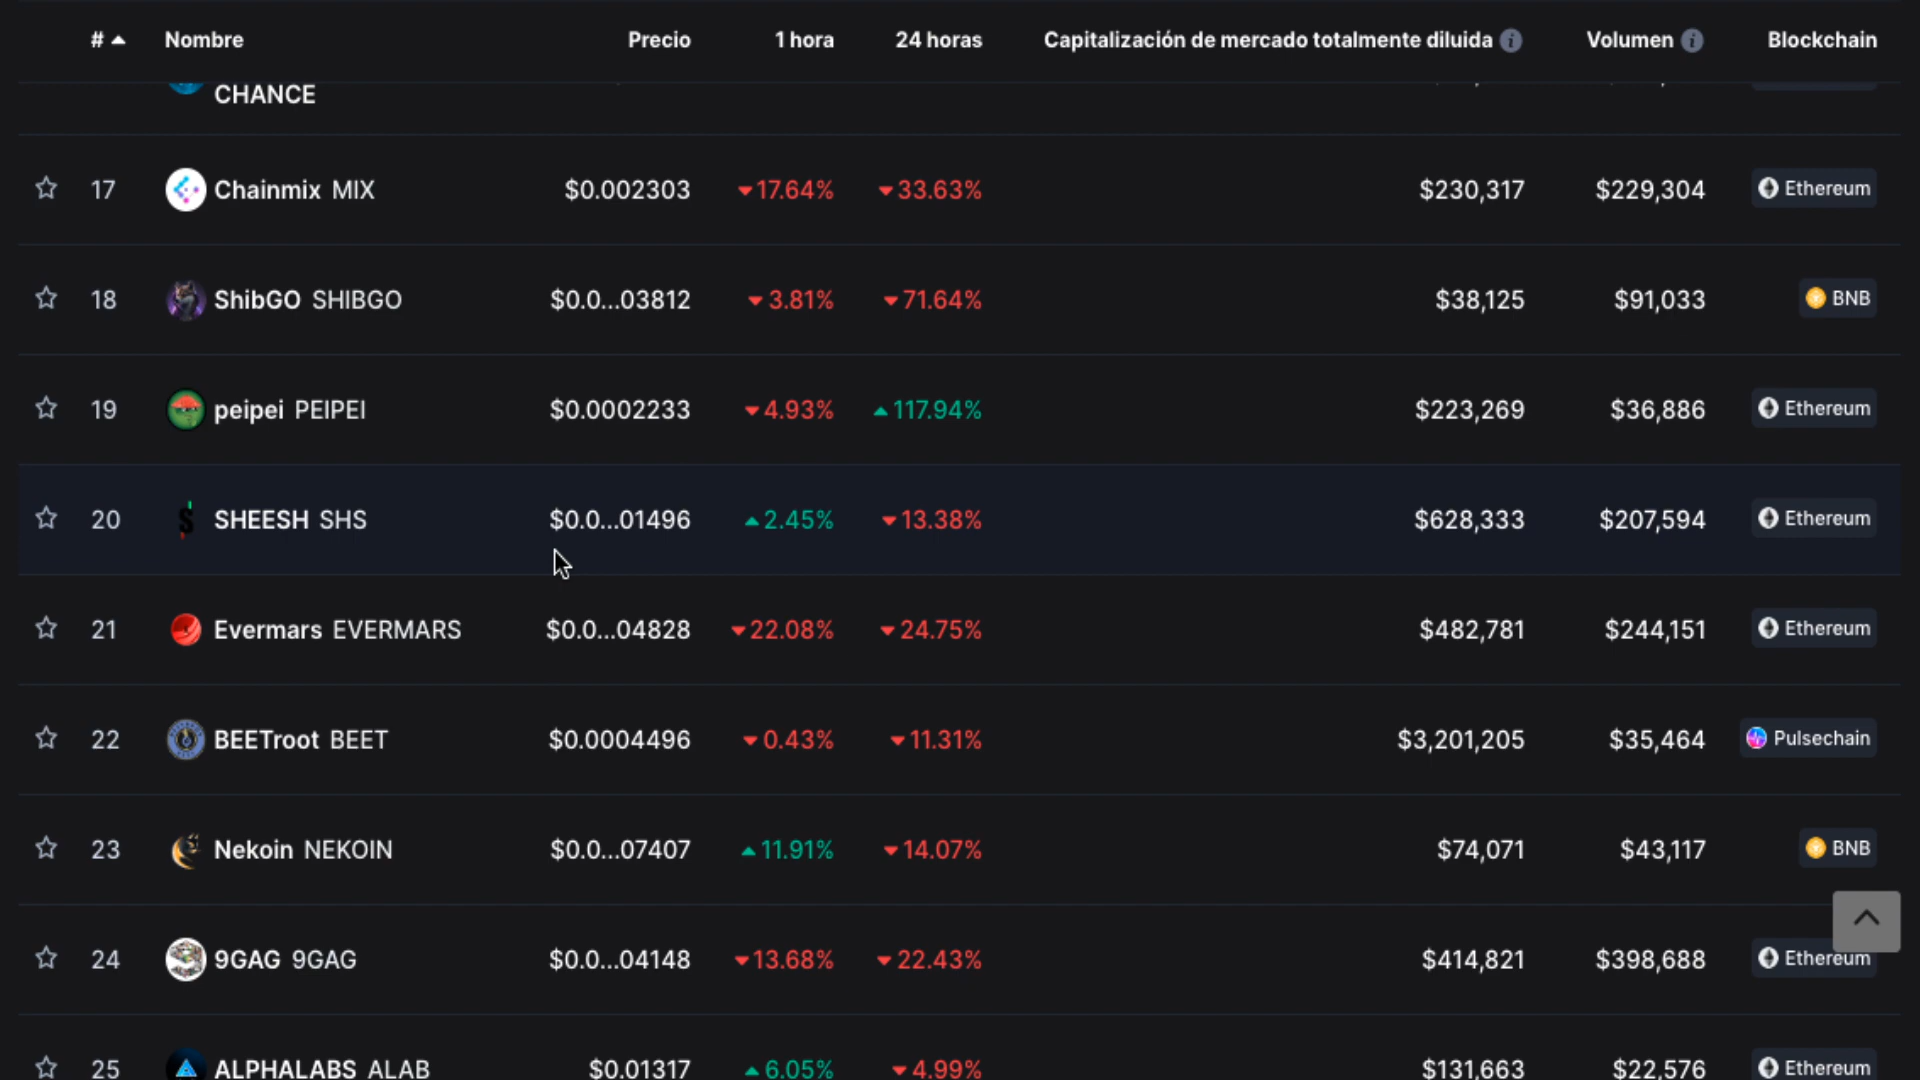 # Nombre Precio 1 hora 24 horas Capitalización de mercado totalmente diluida Volumen Blockchain
CHANCE
17 Chainmix MIX $0.002303 17.64% 33.63% $230,317 $229,304 Ethereum
18 ShibGO SHIBGO $0.0...03812 3.81% 71.64% $38,125 $91,033 BNB
19 peipei PEIPEI $0.0002233 4.93% 117.94% $223,269 $36,886 Ethereum
20 SHEESH SHS $0.0...01496 2.45% 13.38% $628,333 $207,594 Ethereum
21 Evermars EVERMARS $0.0...04828 22.08% 24.75% $482,781 $244,151 Ethereum
22 BEETroot BEET $0.0004496 0.43% 11.31% $3,201,205 $35,464 Pulsechain
23 Nekoin NEKOIN $0.0...07407 11.91% 14.07% $74,071 $43,117 BNB
24 9GAG 9GAG $0.0...04148 13.68% 22.43% $414,821 $398,688 Ethereum
25 ALPHALABS ALAB $0.01317 6.05% 4.99% $131,663 $22,576 Ethereum